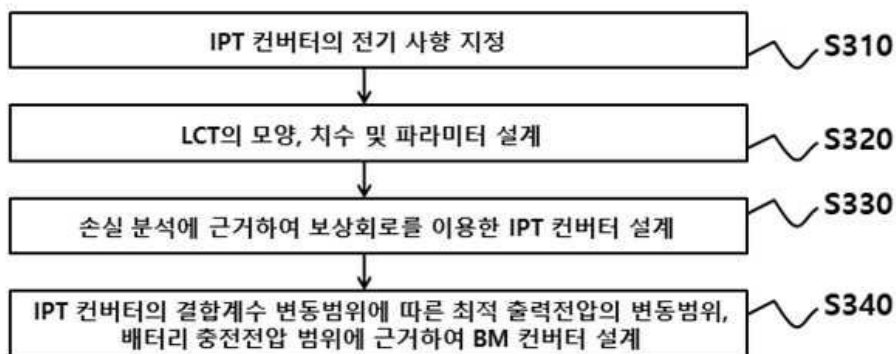 IPT 컨버터의 전기 사향 지정
S310
LCT의 모양, 치수 및 파라미터 설계
S320
손실 분석에 근거하여 보상회로를 이용한 IPT 컨버터 설계
S330
IPT 컨버터의 결합계수 변동범위에 따른 최적 출력전압의 변동범위,
배터리 충전전압 범위에 근거하여 BM 컨버터 설계
S340